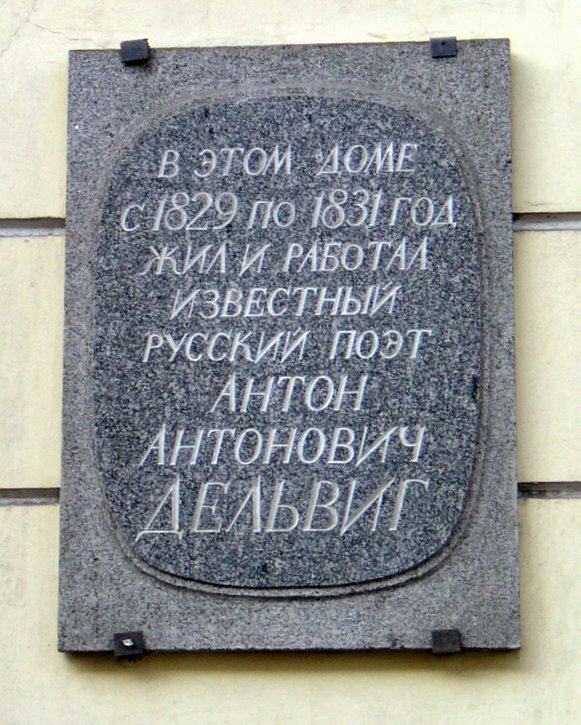 В ЭТОМ ДОМЕ
С 1829 ПО 1831 ГОД
ЖИЛ И РАБОТАЛ
ИЗВЕСТНЫЙ
РУССКИЙ ПОЭТ
АНТОН
АНТОНОВИЧ
ДЕЛЬВИГ